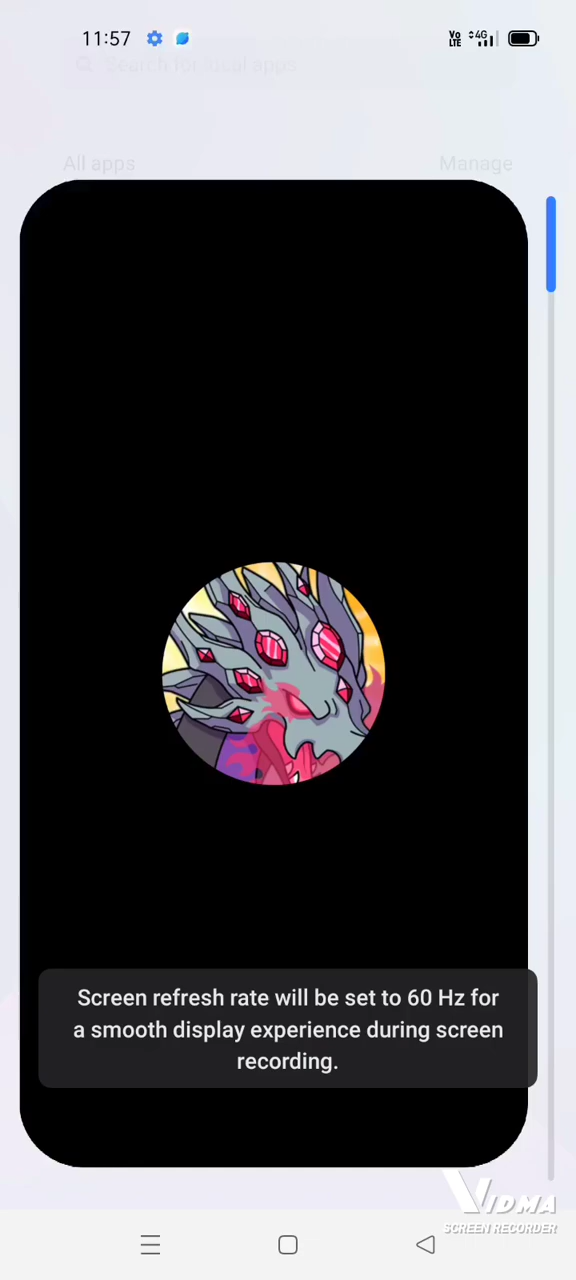 11:57
Vo
LTE
4G
Search for local apps
All apps
Manage
Screen refresh rate will be set to 60 Hz for
a smooth display experience during screen
recording.
VIDMA
SCREEN RECORDER